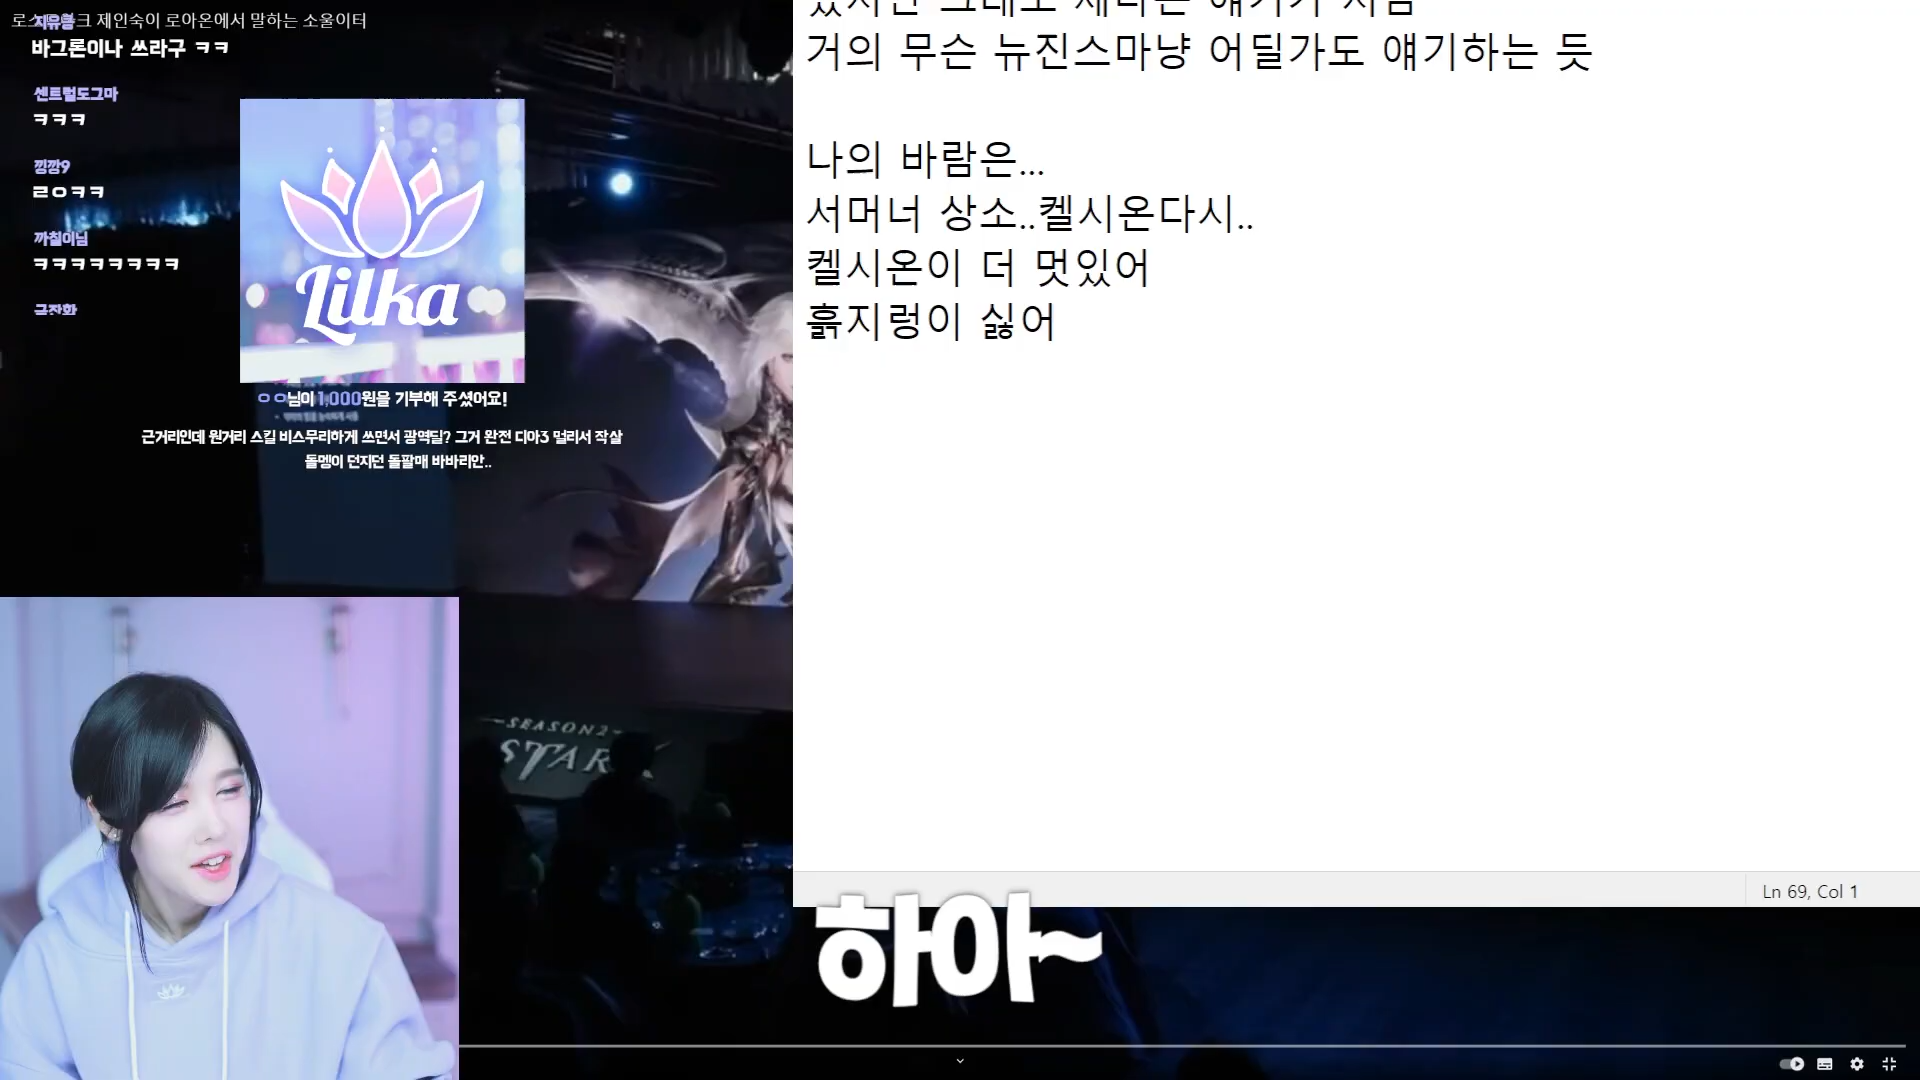 로스트아크 제인숙이 로아온에서 말하는 소울이터
지유룡
바그론이나 쓰라구 ㅋㅋ
센트럴도그마
ㅋㅋㅋ
낑깡9
ㄹㅇㅋㅋ
까칠이님
ㅋㅋㅋㅋㅋㅋㅋㅋ
Lilka
ㅇㅇ님이 1,000원을 기부해 주셨어요!
근거리인데 원거리 스킬 비스무리하게 쓰면서 광역딜? 그거 완전 디아3 멀리서 작살
돌멩이 던지던 돌팔매 바바리안..
거의 무슨 뉴진스마냥 어딜가도 얘기하는 듯
나의 바람은...
서머너 상소..켈시온다시..
켈시온이 더 멋있어
흙지렁이 싫어
SEASON2
Ln 69, Col 1
하아~